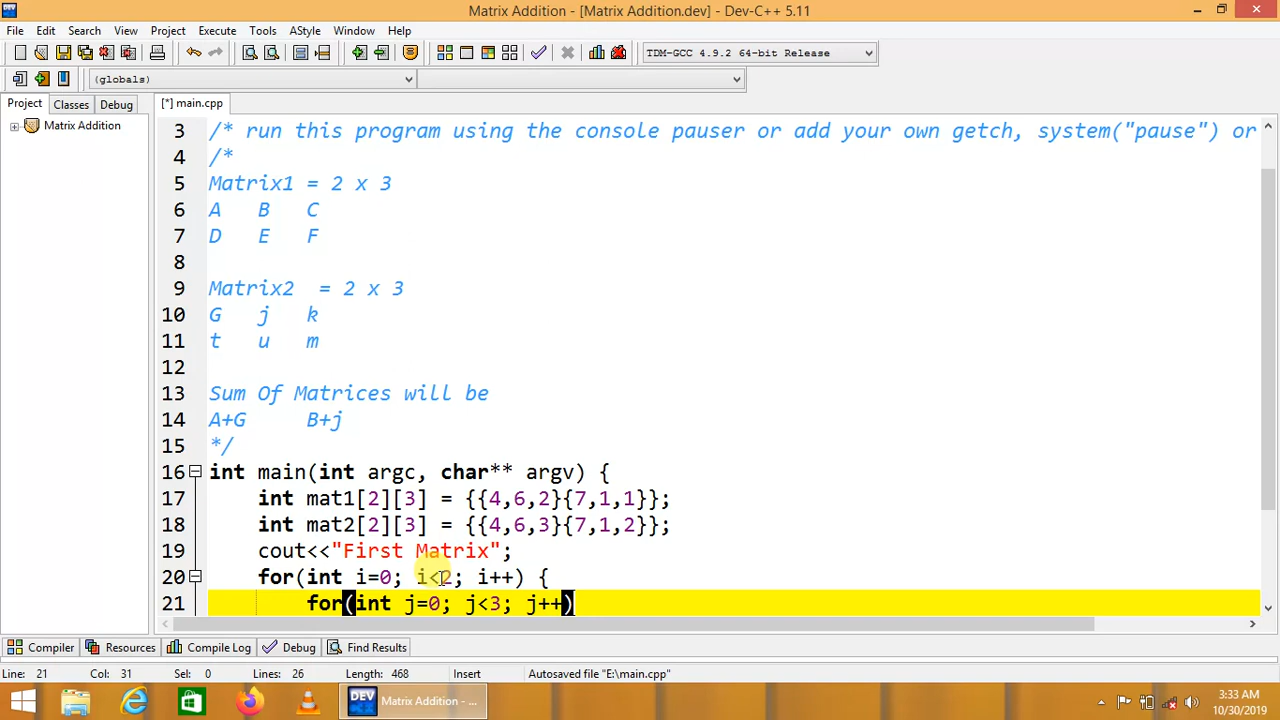 Matrix Addition - [Matrix Addition.dev] - Dev-C++ 5.11
File Edit Search View Project Execute Tools AStyle Window Help
TDM-GCC 4.9.2 64-bit Release
(globals)
Project Classes Debug
[*] main.cpp
Matrix Addition
3 /* run this program using the console pauser or add your own getch, system("pause") or
4 /*
5 Matrix1 = 2 x 3
6 A B C
7 D E F
8
9 Matrix2 = 2 x 3
10 G j k
11 t u m
12
13 Sum Of Matrices will be
14 A+G B+j
15 */
16 int main(int argc, char** argv) {
17 int mat1[2][3] = {{4,6,2}{7,1,1}};
18 int mat2[2][3] = {{4,6,3}{7,1,2}};
19 cout<<"First Matrix";
20 for(int i=0; i<2; i++) {
21 for(int j=0; j<3; j++)
Compiler Resources Compile Log Debug Find Results
Line: 21 Col: 31 Sel: 0 Lines: 26 Length: 468 Insert Autosaved file "E:\main.cpp"
DEV Matrix Addition - ...
3:33 AM
10/30/2019